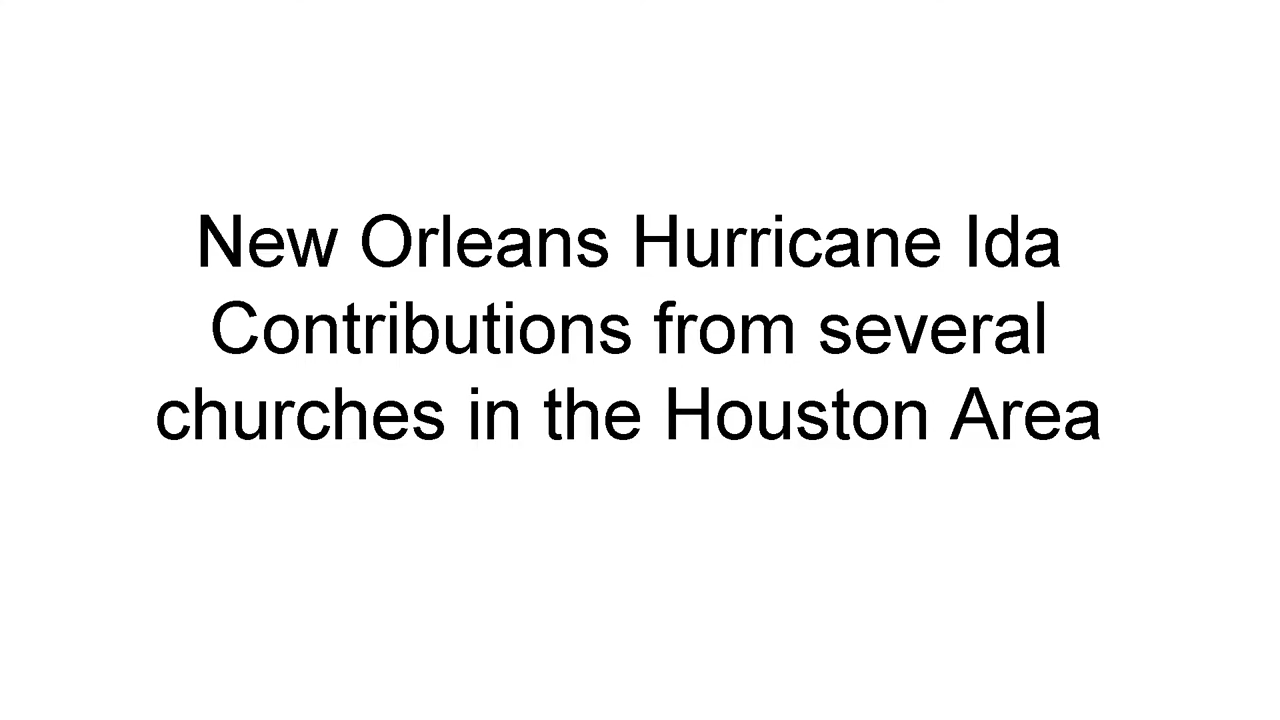 New Orleans Hurricane Ida
Contributions from several
churches in the Houston Area